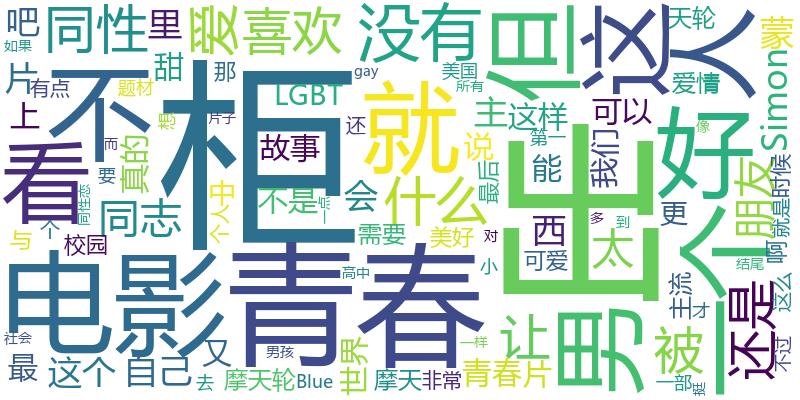 吧
同性
里
爱
喜欢
没有
但
这
人
天轮
蒙
如果
片
有点
题材
甜
那
gay
美国
所有
爱情
Simon
上
不
相
LGBT
就
主
这样
可以
好
像
看
而
要
真的
想
片子
故事
还
说
第一
能
我们
出
朋友
同志
同性恋
不是
一点
会
什么
最后
西
太
更
一个
就是
时候
啊
与
个
校园
个人
中
需要
美好
对
小
可爱
多
到
结尾
电影
青春
高中
男
主流
这么
才
还是
社会
最
这个
自己
又
男孩
去
摩天轮
Blue
世界
摩天
非常
一样
青春片
让
被
一部
挺
不过